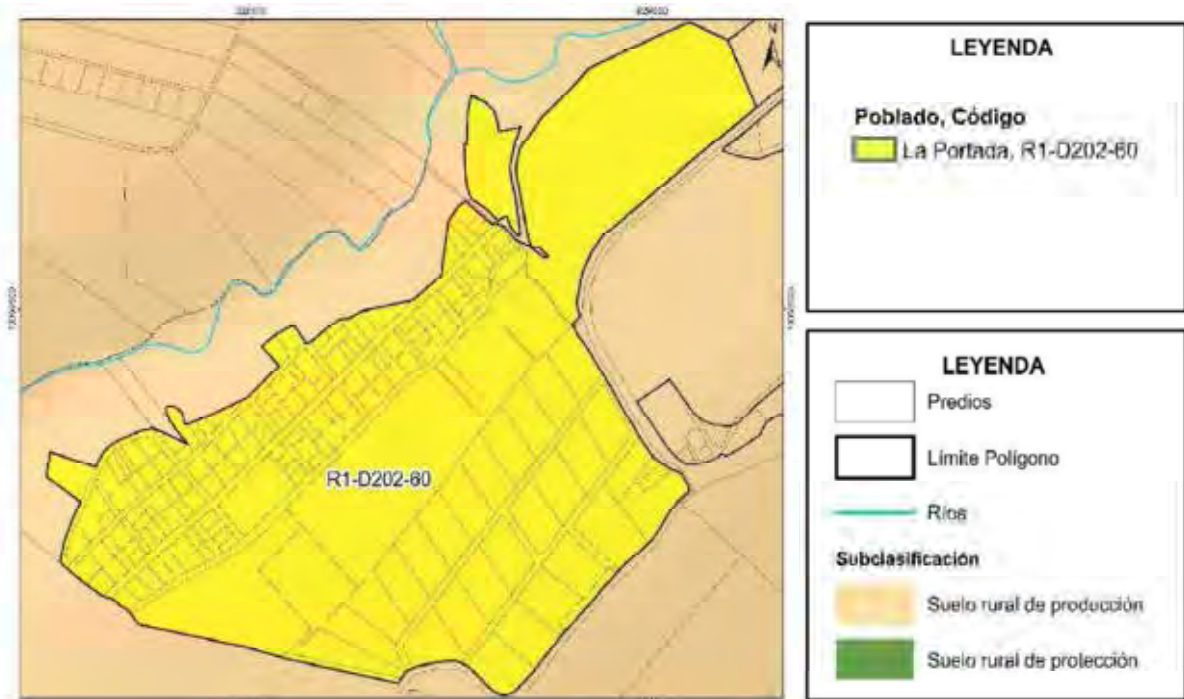 N
R1-D202-60
LEYENDA
Poblado, Código
La Portada, R1-D202-60
LEYENDA
Predios
Límite Polígono
Ríos
Subclasificación
Suelo rural de producción
Suelo rural de protección